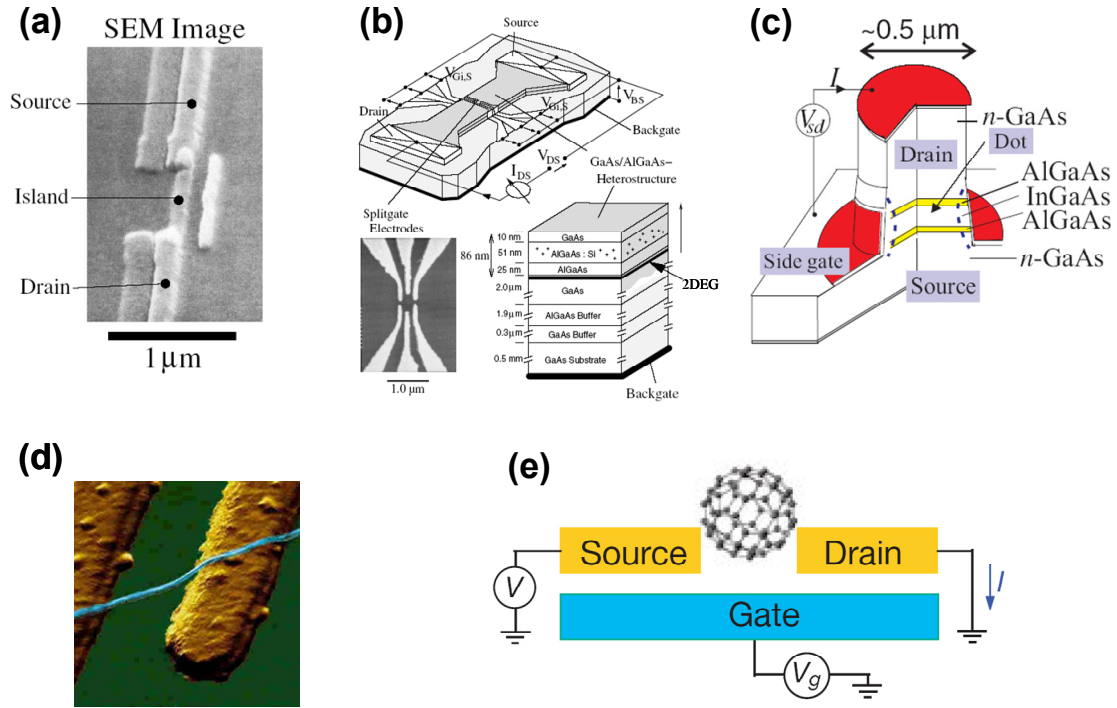 (a)
SEM Image
Source
Island
Drain
1μm
(b)
Source
V_Gi,S
V_Gi,S
V_BS
Drain
Backgate
V_DS
I_DS
GaAs/AlGaAs–
Heterostructure
Splitgate
Electrodes
10 nm
GaAs
51 nm
AlGaAs : Si
86 nm
25 nm
AlGaAs
2DEG
2.0μm
GaAs
1.9μm
AlGaAs Buffer
0.3μm
GaAs Buffer
0.5 mm
GaAs Substrate
1.0 μm
Backgate
(c)
~0.5 μm
I
V_sd
n-GaAs
Drain
Dot
AlGaAs
InGaAs
AlGaAs
Side gate
n-GaAs
Source
(d)
(e)
Source
Drain
V
I
Gate
V_g